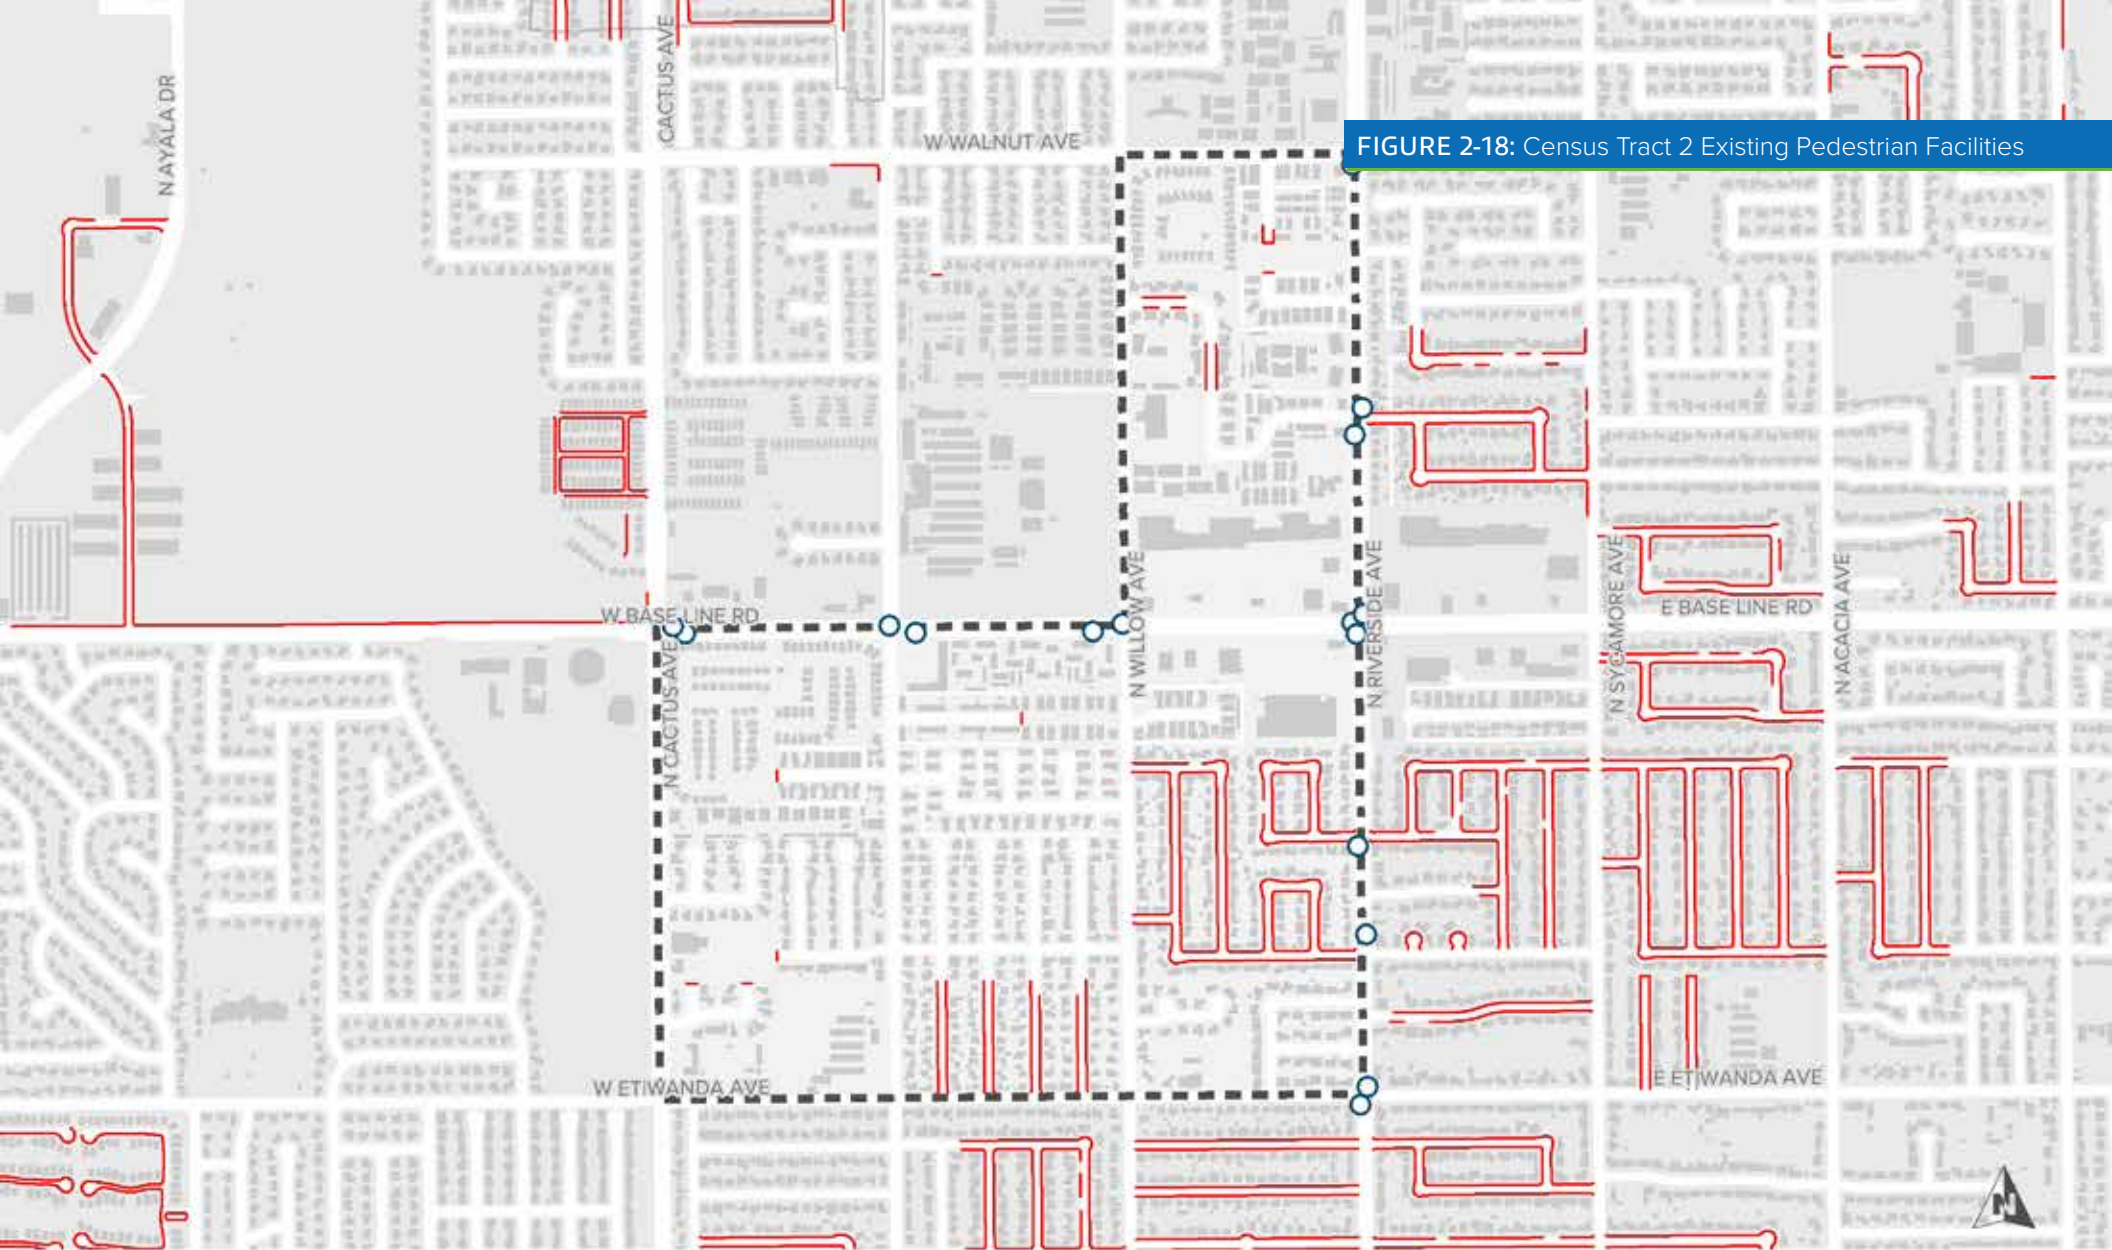 CACTUS AVE
N AYALA DR
W WALNUT AVE
FIGURE 2-18: Census Tract 2 Existing Pedestrian Facilities
W BASE LINE RD
N CACTUS AVE
N WILLOW AVE
N RIVERSIDE AVE
N SYCAMORE AVE
E BASE LINE RD
N ACACIA AVE
W ETIWANDA AVE
E ETIWANDA AVE
N